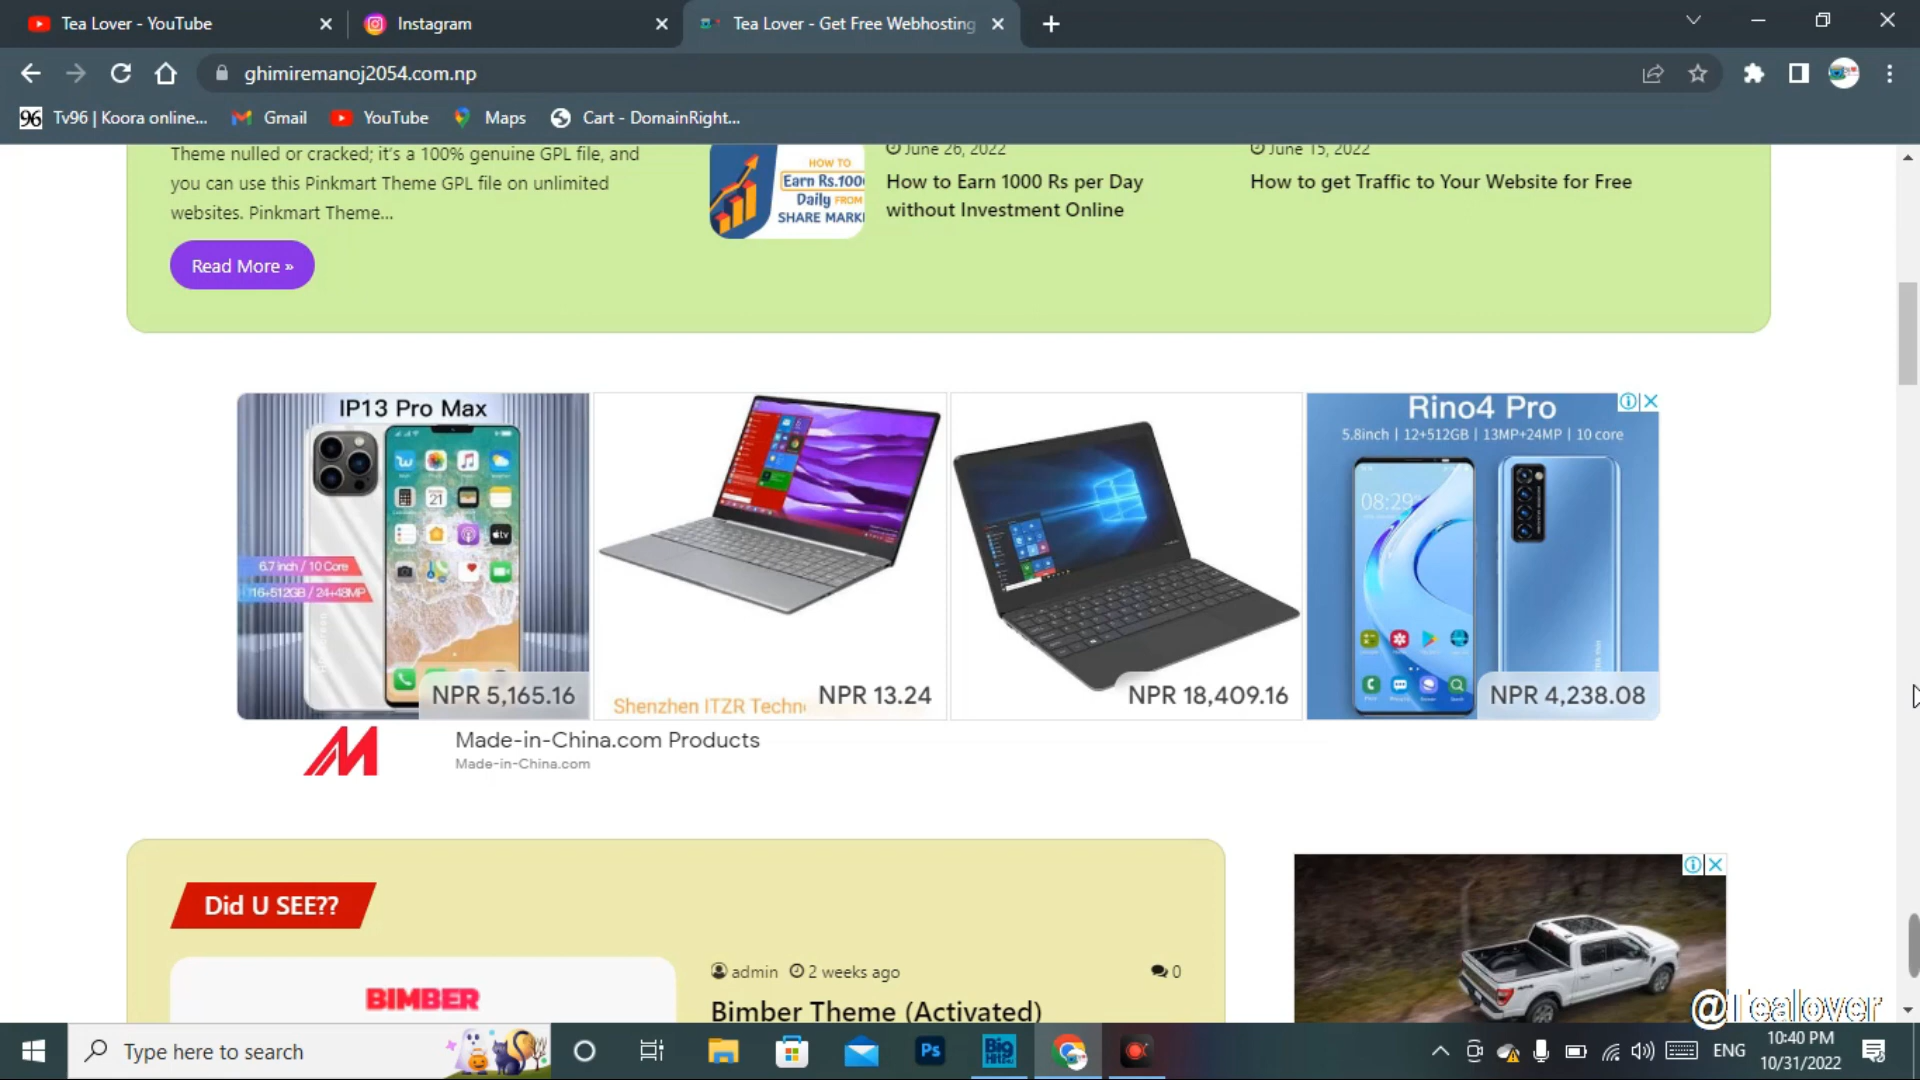 Tea Lover - YouTube
Instagram
Tea Lover - Get Free Webhosting
ghimiremanoj2054.com.np
96 Tv96 | Koora online...
Gmail
YouTube
Maps
Cart - DomainRight...
Theme nulled or cracked; it's a 100% genuine GPL file, and
you can use this Pinkmart Theme GPL file on unlimited
websites. Pinkmart Theme...
Read More »
HOW TO
Earn Rs.100
Daily FROM
SHARE MARK
June 26, 2022
How to Earn 1000 Rs per Day
without Investment Online
June 15, 2022
How to get Traffic to Your Website for Free
IP13 Pro Max
6.7 inch / 10 Core
16+512GB / 24+48MP
NPR 5,165.16
Shenzhen ITZR Techn
NPR 13.24
NPR 18,409.16
Rino4 Pro
5.8inch | 12+512GB | 13MP+24MP | 10 core
08:29
NPR 4,238.08
Made-in-China.com Products
Made-in-China.com
Did U SEE??
BIMBER
admin 2 weeks ago
0
Bimber Theme (Activated)
@Tealover
Type here to search
Ps
Big
ENG
10:40 PM
10/31/2022